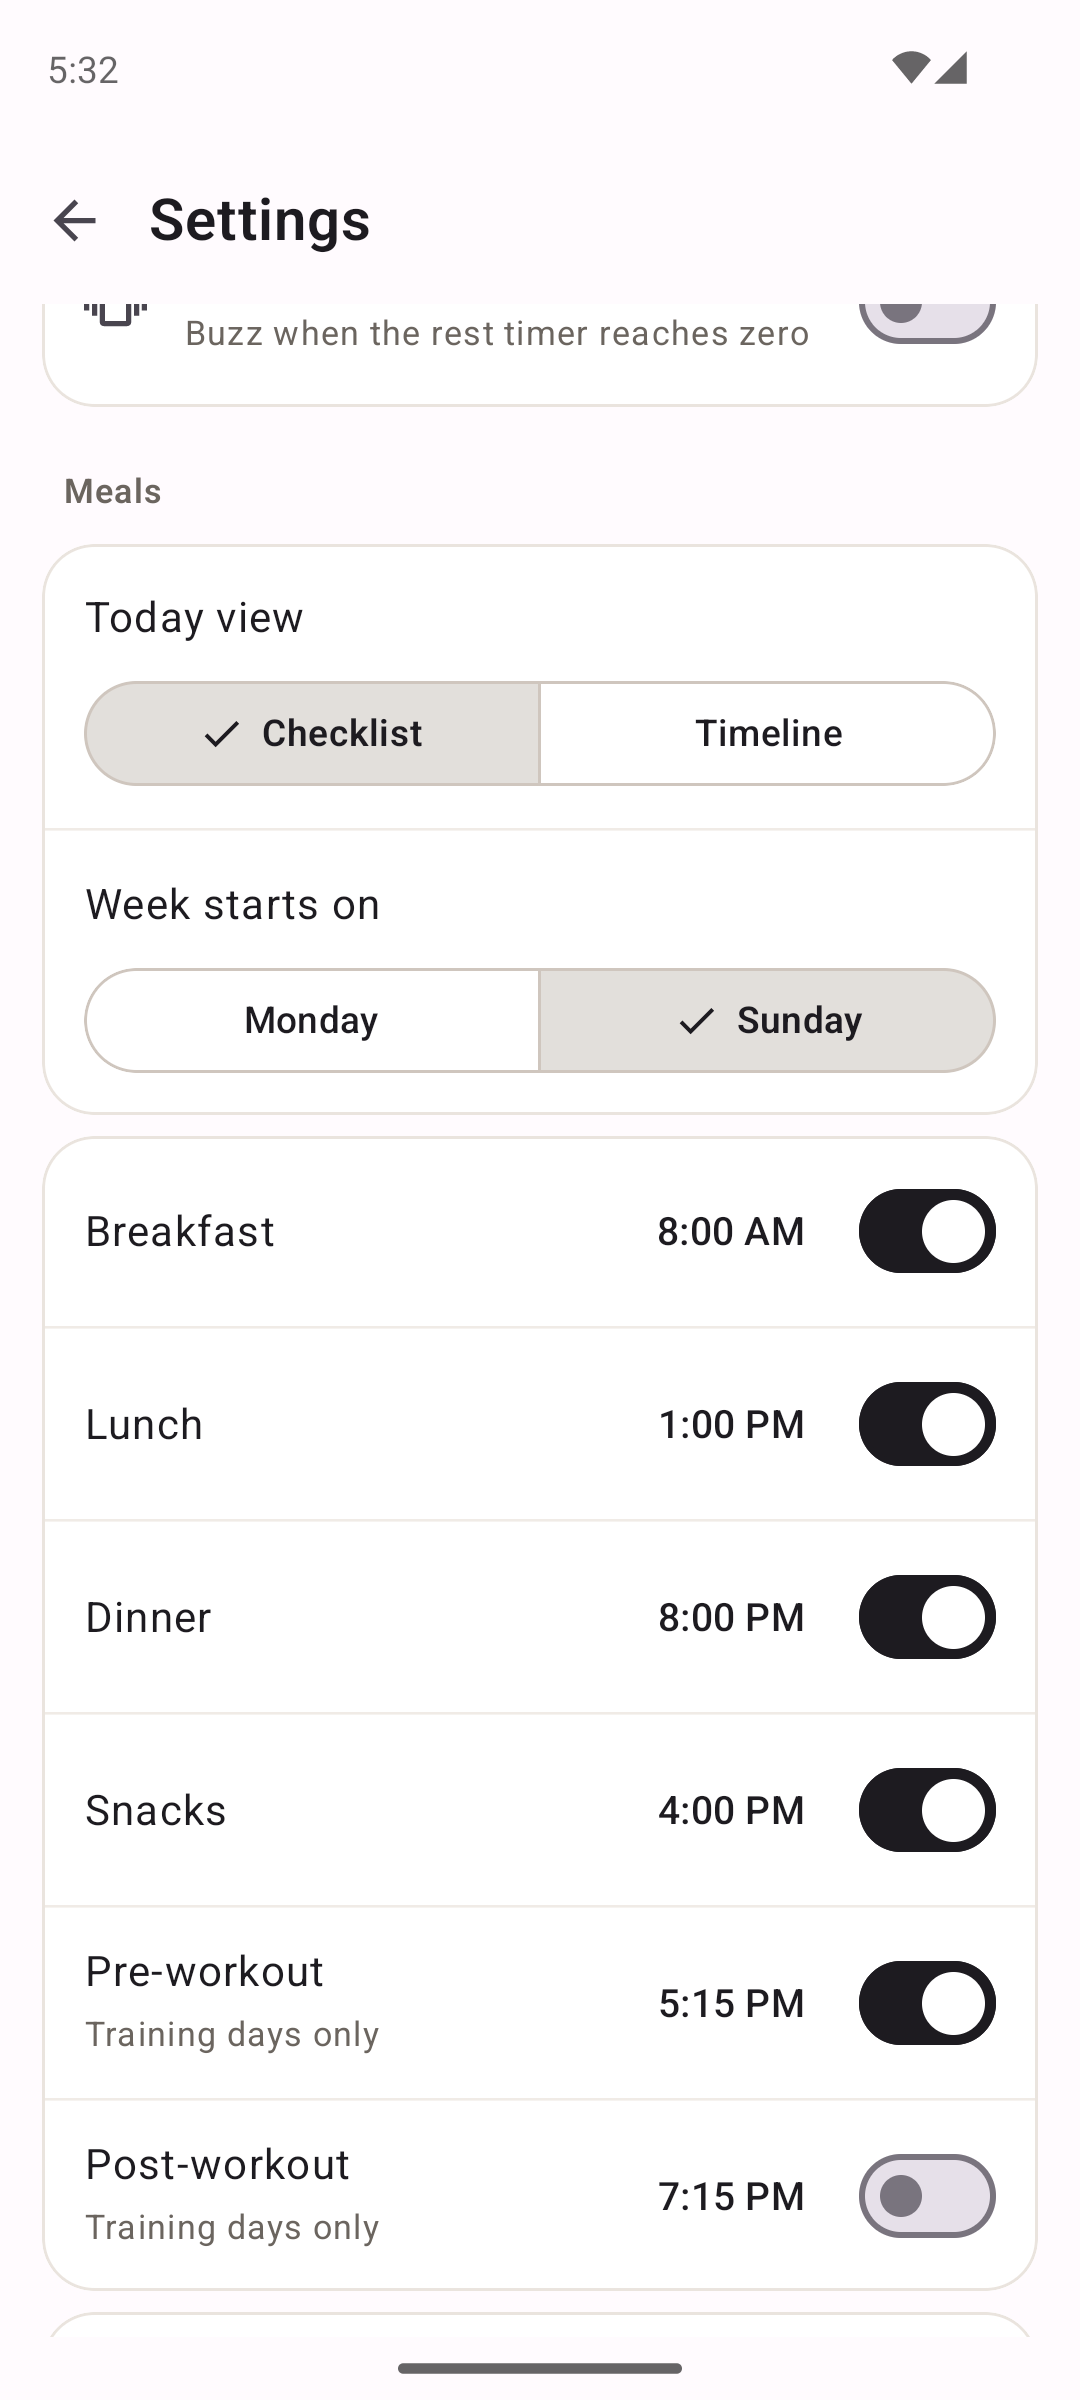 5:32
Settings
Buzz when the rest timer reaches zero
Meals
Today view
Checklist Timeline
Week starts on
Monday Sunday
Breakfast 8:00 AM
Lunch 1:00 PM
Dinner 8:00 PM
Snacks 4:00 PM
Pre-workout
Training days only
5:15 PM
Post-workout
Training days only
7:15 PM